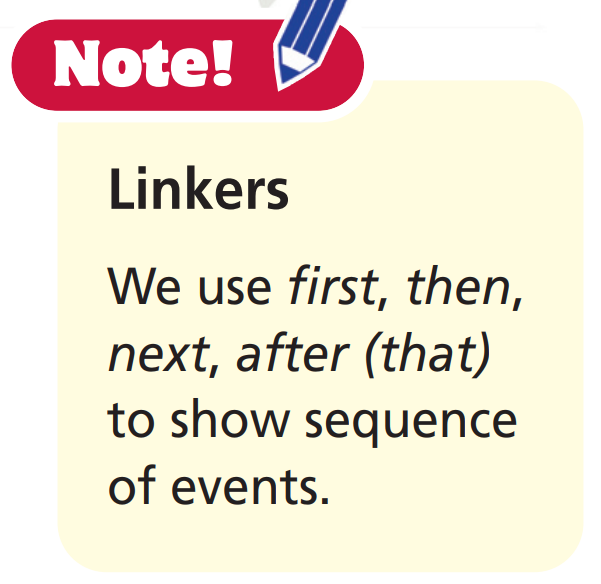 Note!
Linkers
We use first, then,
next, after (that)
to show sequence
of events.